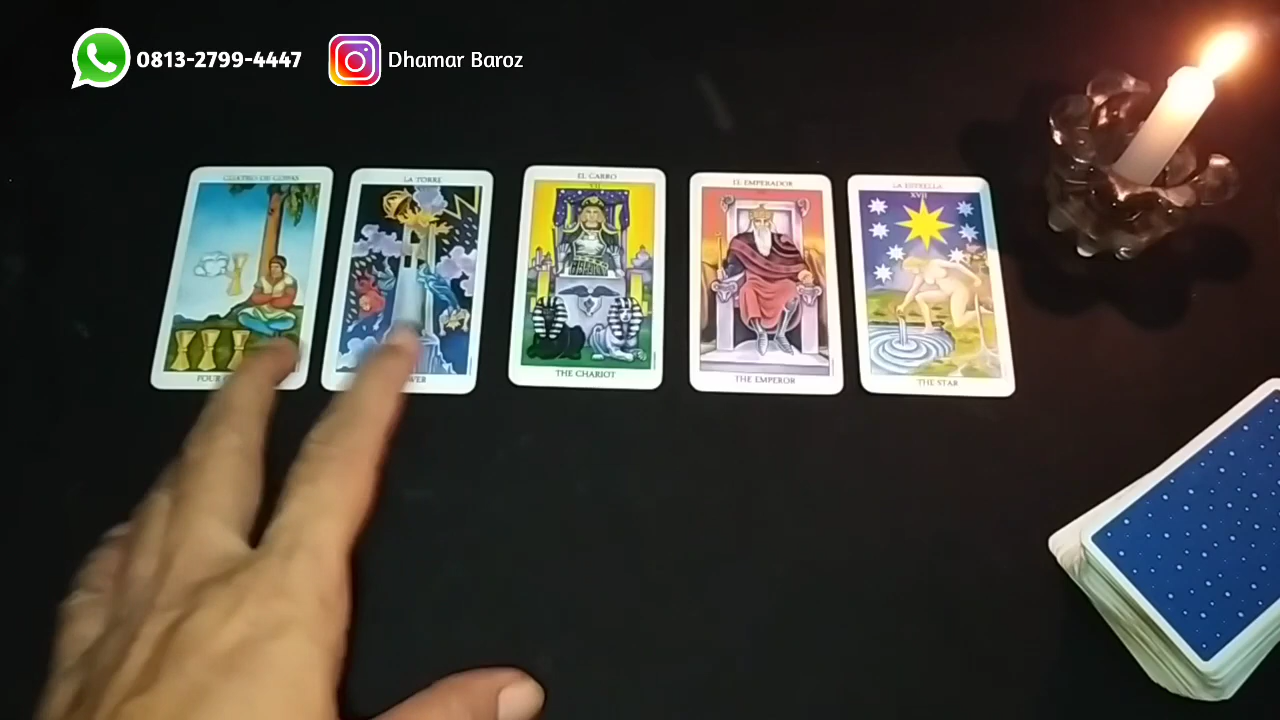 0813-2799-4447
Dhamar Baroz
CUATRO DE COPAS
LA TORRE
EL CARRO
VII
EL EMPERADOR
LA ESTRELLA
XVII
FOUR
THE CHARIOT
THE EMPEROR
THE STAR